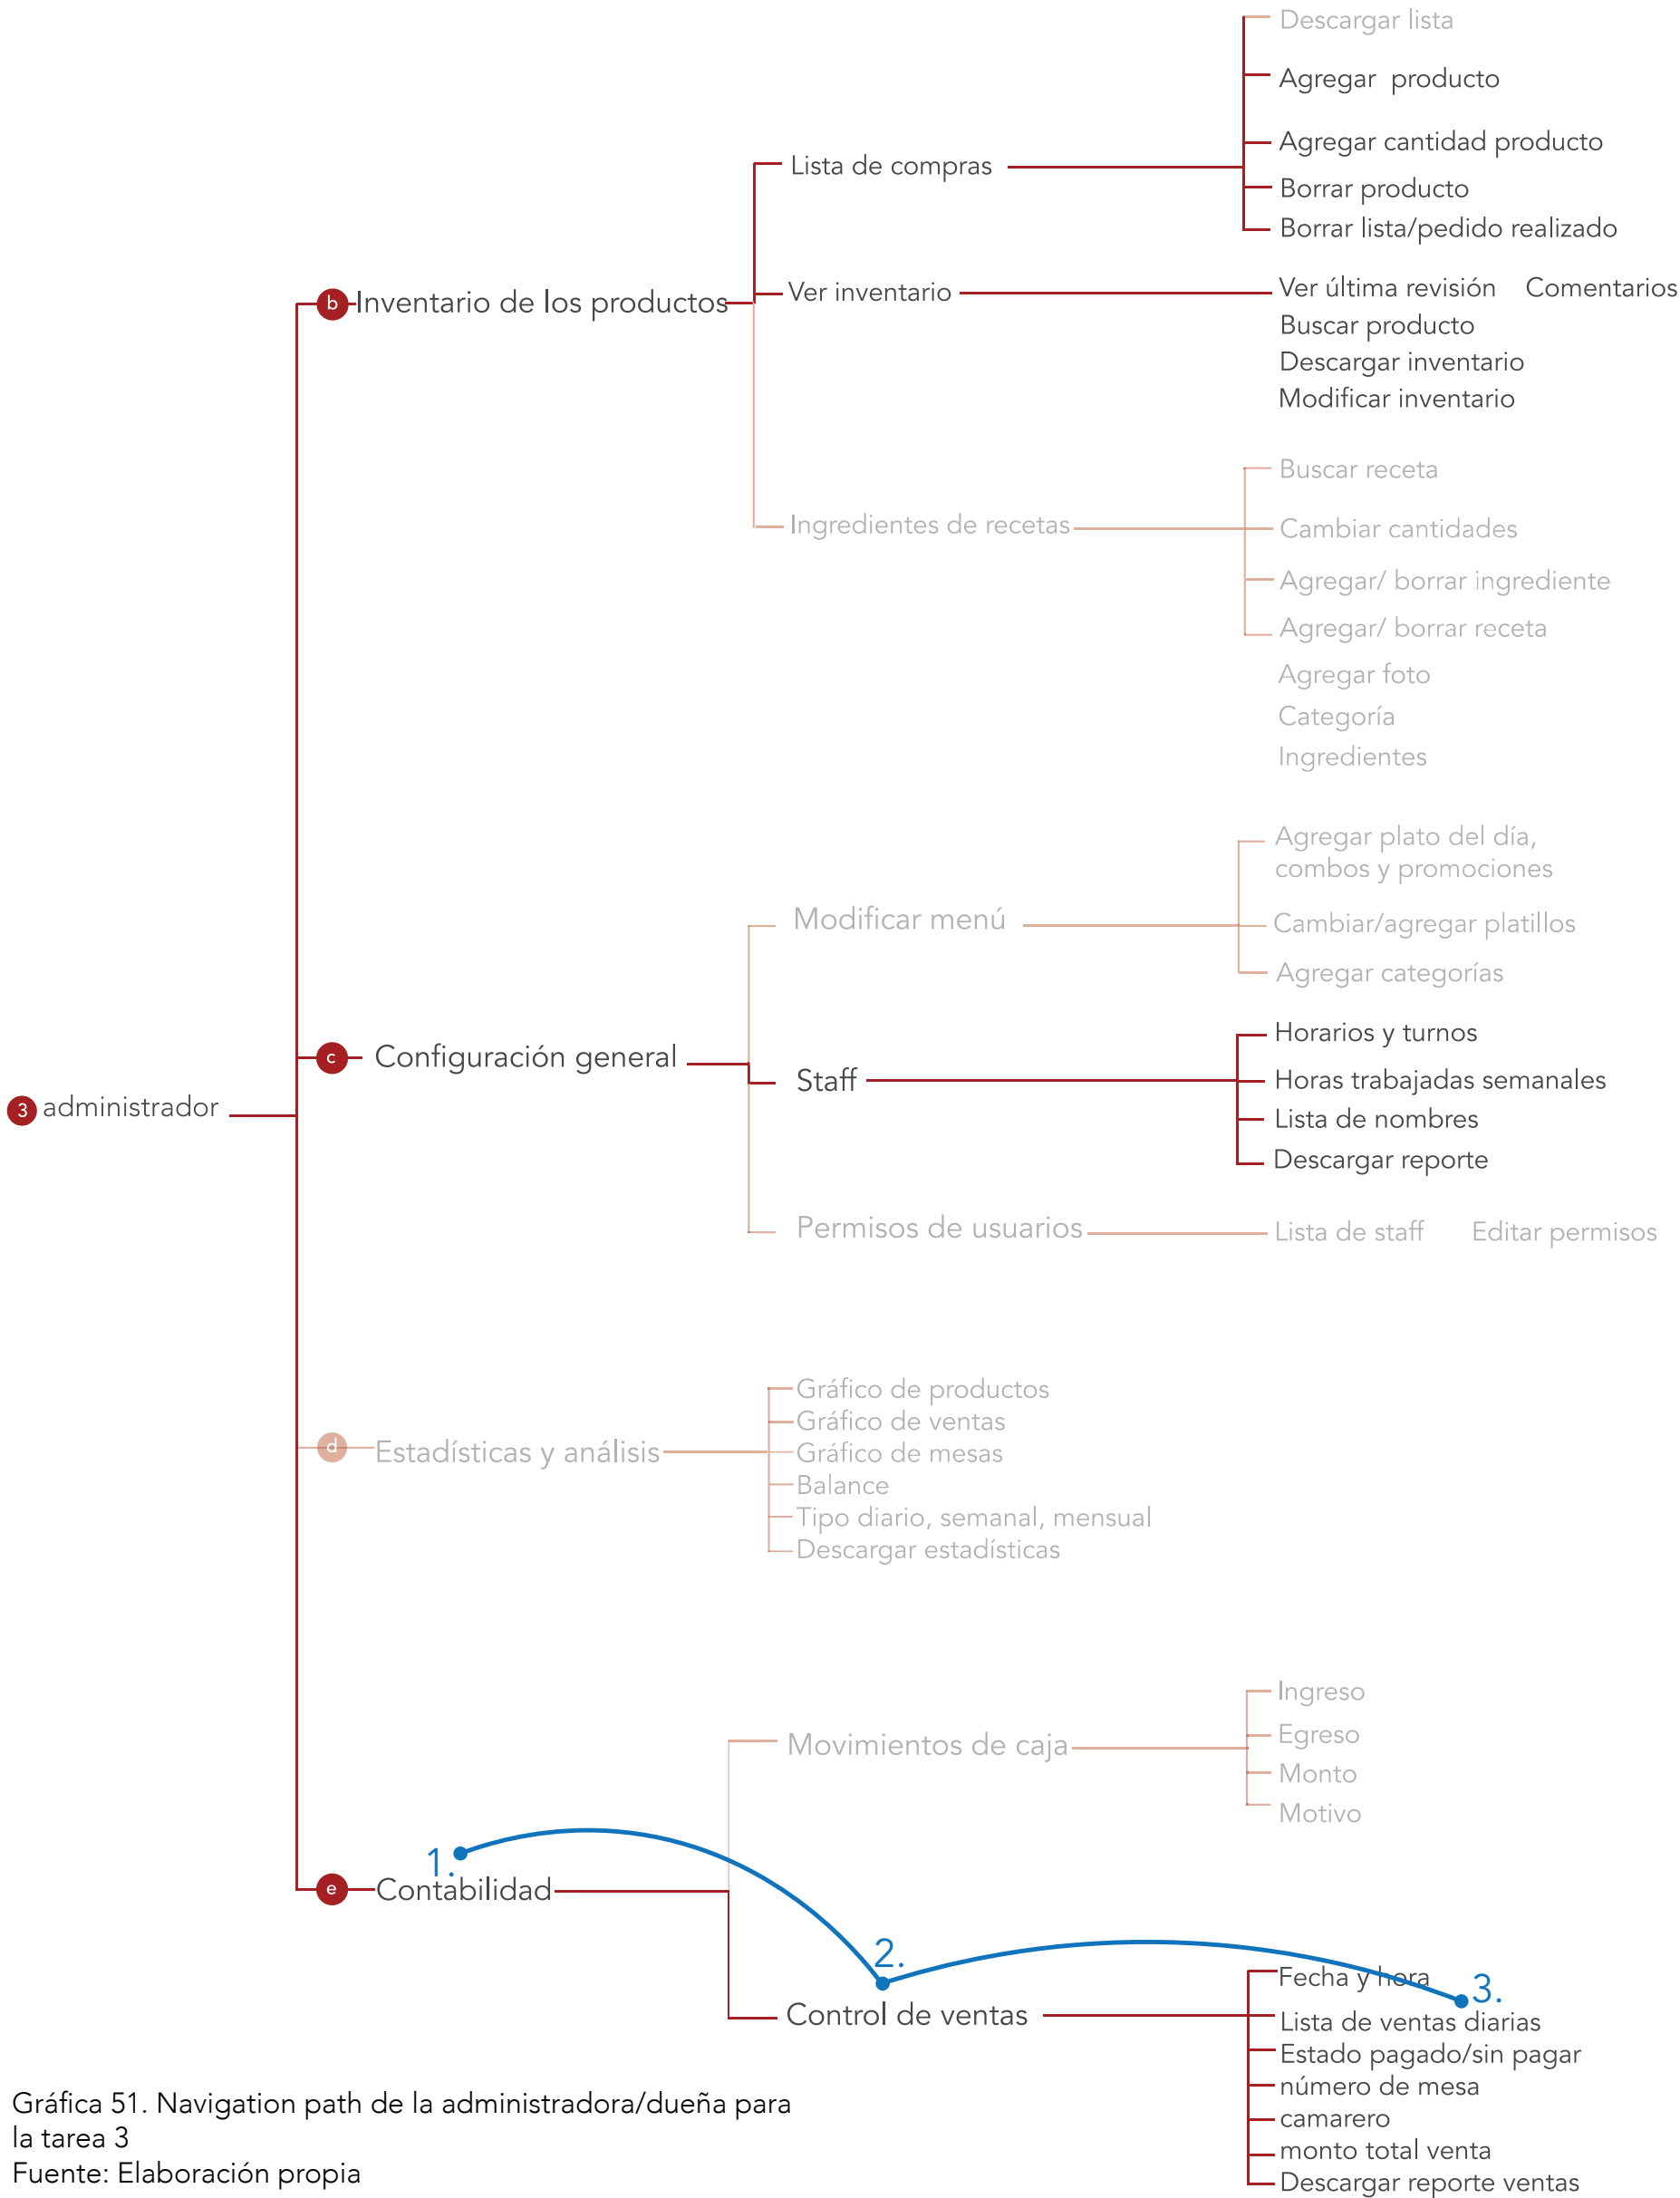 Descargar lista
Agregar producto
Agregar cantidad producto
Lista de compras
Borrar producto
Borrar lista/pedido realizado
b Inventario de los productos
Ver inventario
Ver última revisión Comentarios
Buscar producto
Descargar inventario
Modificar inventario
Buscar receta
Ingredientes de recetas
Cambiar cantidades
Agregar/ borrar ingrediente
Agregar/ borrar receta
Agregar foto
Categoría
Ingredientes
Agregar plato del día,
combos y promociones
Modificar menú
Cambiar/agregar platillos
Agregar categorías
c Configuración general
Horarios y turnos
Staff
Horas trabajadas semanales
3 administrador
Lista de nombres
Descargar reporte
Permisos de usuarios
Lista de staff Editar permisos
d Estadísticas y análisis
Gráfico de productos
Gráfico de ventas
Gráfico de mesas
Balance
Tipo diario, semanal, mensual
Descargar estadísticas
Ingreso
Movimientos de caja
Egreso
Monto
Motivo
1.
e Contabilidad
2.
3.
Fecha y hora
Control de ventas
Lista de ventas diarias
Estado pagado/sin pagar
número de mesa
camarero
monto total venta
Descargar reporte ventas
Gráfica 51. Navigation path de la administradora/dueña para
la tarea 3
Fuente: Elaboración propia